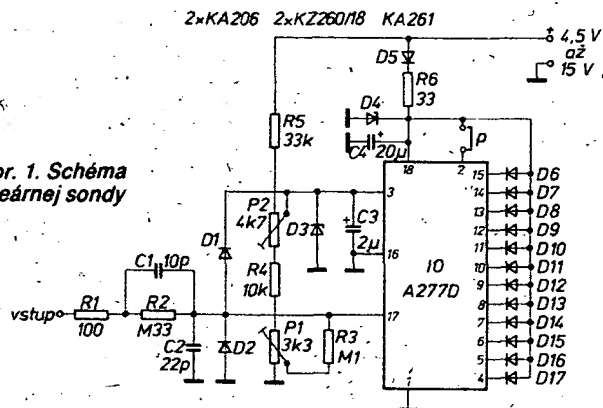 2×KA206 2×KZ260/18 KA261
+ 4,5 V
až
15 V
D5
R6
33
D4
C4
+
20µ
P
R5
33k
or. 1. Schéma
eárnej sondy
P2
4k7
D1
D3
+
C3
2µ
R4
10k
C1 10p
vstup
R1
100
R2
M33
C2
22p
D2
P1
3k3
R3
M1
3
16
17
18
2
1
IO
A277D
15 D6
14 D7
13 D8
12 D9
11 D10
10 D11
9 D12
8 D13
7 D14
6 D15
5 D16
4 D17